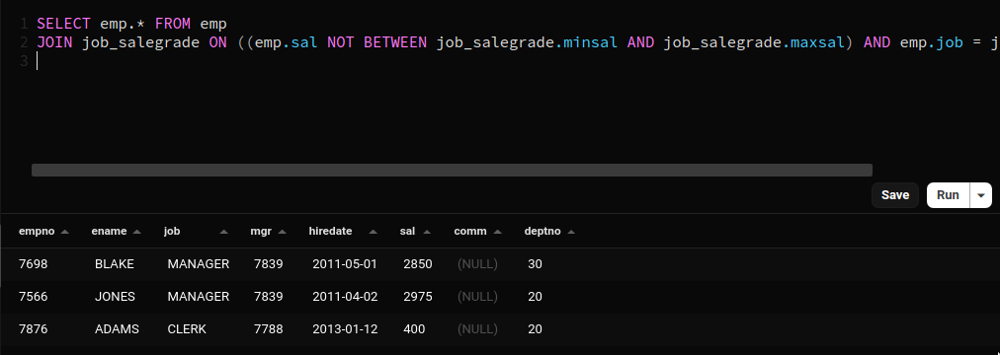 1 SELECT emp.* FROM emp
2 JOIN job_salegrade ON ((emp.sal NOT BETWEEN job_salegrade.minsal AND job_salegrade.maxsal) AND emp.job = j
3
Save Run
empno ename job mgr hiredate sal comm deptno
7698 BLAKE MANAGER 7839 2011-05-01 2850 (NULL) 30
7566 JONES MANAGER 7839 2011-04-02 2975 (NULL) 20
7876 ADAMS CLERK 7788 2013-01-12 400 (NULL) 20